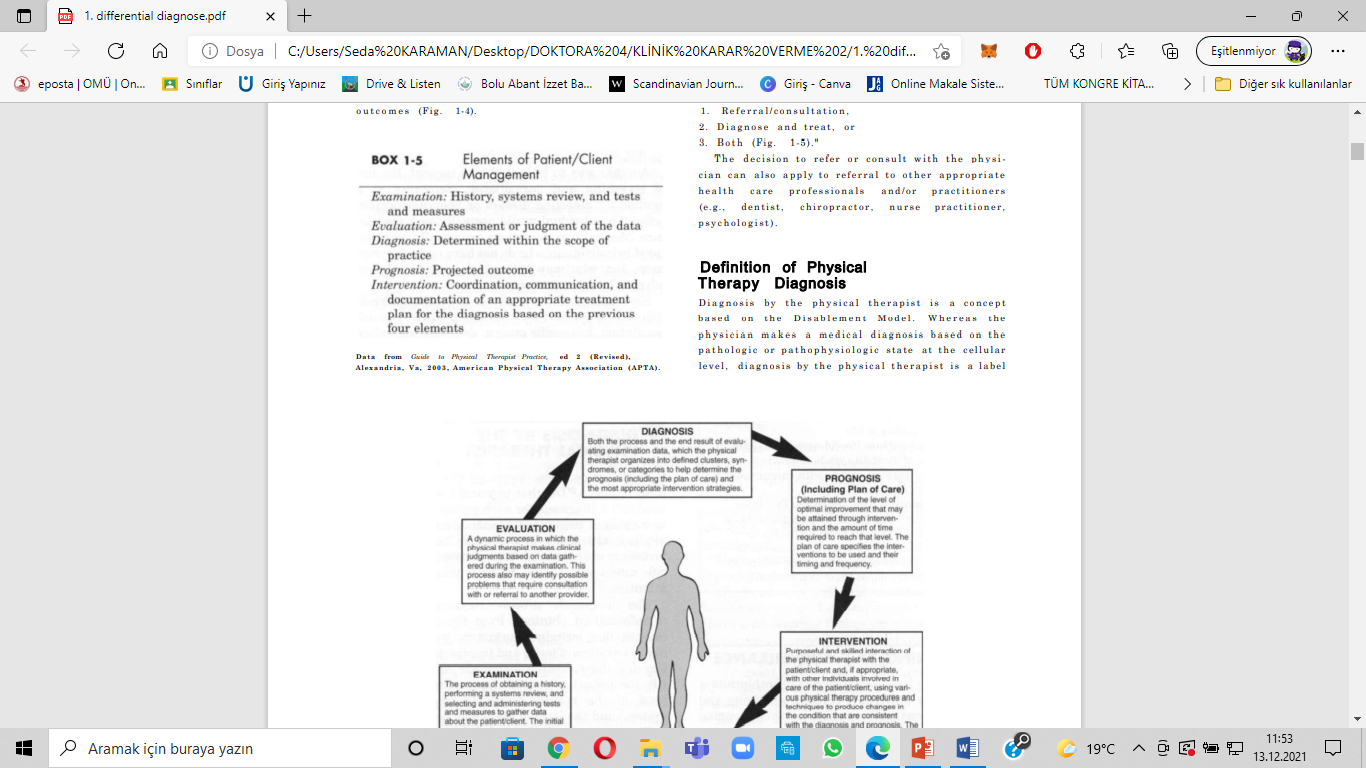 1. differential diagnose.pdf
Dosya
C:/Users/Seda%20KARAMAN/Desktop/DOKTORA%204/KLİNİK%20KARAR%20VERME%202/1.%20dif...
Eşitlenmiyor
eposta | OMÜ | On...
Sınıflar
Giriş Yapınız
Drive & Listen
Bolu Abant İzzet Ba...
Scandinavian Journ...
Giriş - Canva
Online Makale Siste...
TÜM KONGRE KİTA...
Diğer sık kullanılanlar
outcomes (Fig. 1-4).
BOX 1-5 Elements of Patient/Client
Management
Examination: History, systems review, and tests
and measures
Evaluation: Assessment or judgment of the data
Diagnosis: Determined within the scope of
practice
Prognosis: Projected outcome
Intervention: Coordination, communication, and
documentation of an appropriate treatment
plan for the diagnosis based on the previous
four elements
Data from Guide to Physical Therapist Practice, ed 2 (Revised),
Alexandria, Va, 2003, American Physical Therapy Association (APTA).
1. Referral/consultation,
2. Diagnose and treat, or
3. Both (Fig. 1-5)."
The decision to refer or consult with the physi-
cian can also apply to referral to other appropriate
health care professionals and/or practitioners
(e.g., dentist, chiropractor, nurse practitioner,
psychologist).
Definition of Physical
Therapy Diagnosis
Diagnosis by the physical therapist is a concept
based on the Disablement Model. Whereas the
physician makes a medical diagnosis based on the
pathologic or pathophysiologic state at the cellular
level, diagnosis by the physical therapist is a label
DIAGNOSIS
Both the process and the end result of evalu-
ating examination data, which the physical
therapist organizes into defined clusters, syn-
dromes, or categories to help determine the
prognosis (including the plan of care) and
the most appropriate intervention strategies.
PROGNOSIS
(Including Plan of Care)
Determination of the level of
optimal improvement that may
be attained through interven-
tion and the amount of time
required to reach that level. The
plan of care specifies the inter-
ventions to be used and their
timing and frequency.
EVALUATION
A dynamic process in which the
physical therapist makes clinical
judgments based on data gath-
ered during the examination. This
process also may identify possible
problems that require consultation
with or referral to another provider.
INTERVENTION
Purposeful and skilled interaction of
the physical therapist with the
patient/client and, if appropriate,
with other individuals involved in
care of the patient/client, using vari-
ous physical therapy procedures and
techniques to produce changes in
the condition that are consistent
with the diagnosis and prognosis. The
EXAMINATION
The process of obtaining a history,
performing a systems review, and
selecting and administering tests
and measures to gather data
about the patient/client. The initial
Aramak için buraya yazın
19°C
11:53
13.12.2021